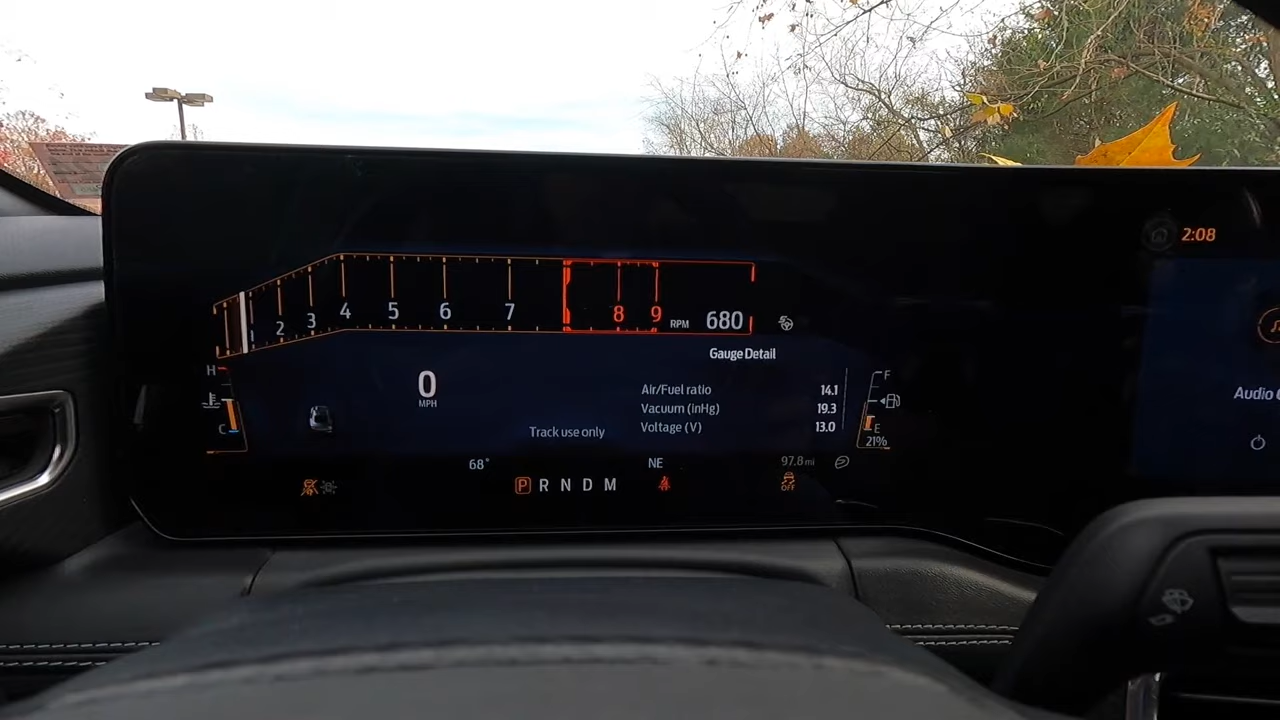 2:08
1 2 3 4 5 6 7 8 9 RPM 680
Gauge Detail
H
0
MPH
Air/Fuel ratio 14.1
Vacuum (inHg) 19.3
Voltage (V) 13.0
F
C
E
21%
Track use only
Audio
68°
NE
97.8 mi
P R N D M
OFF